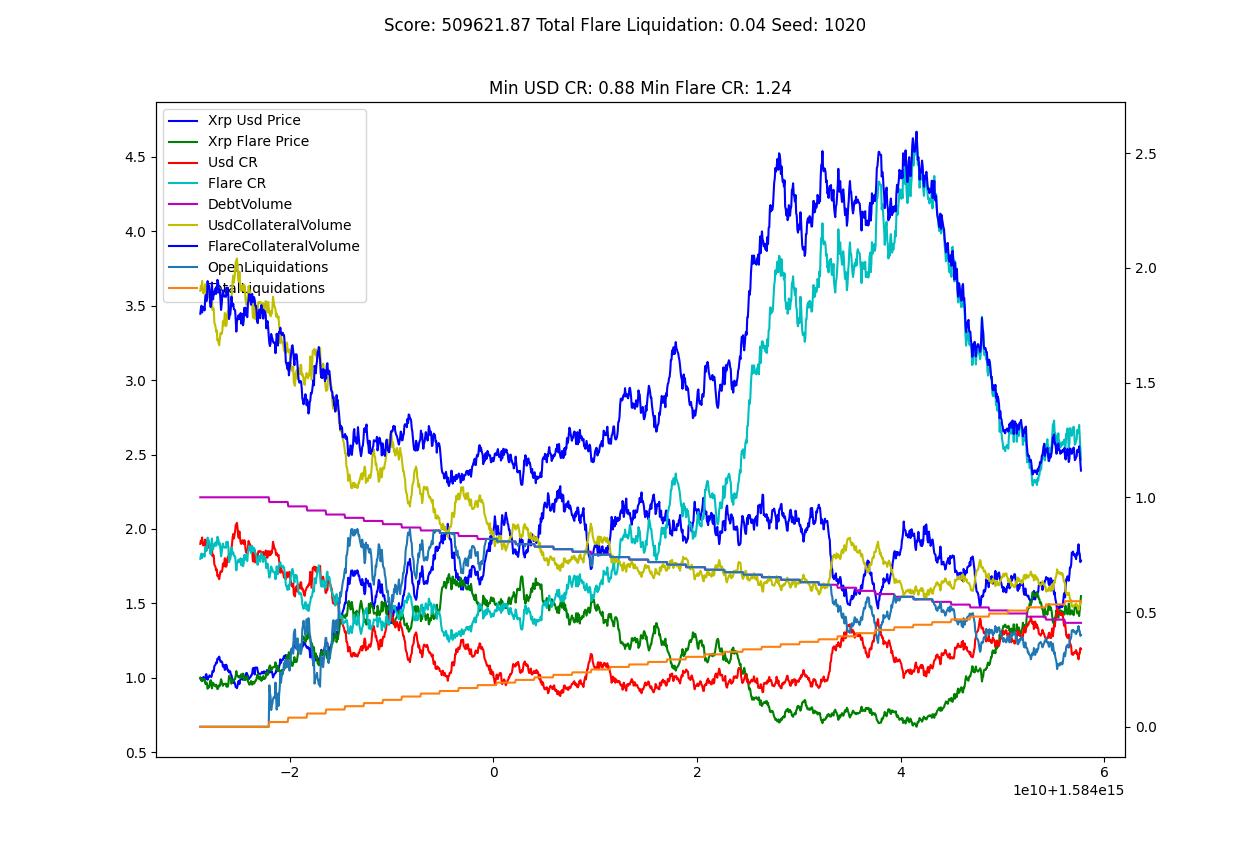 Score: 509621.87 Total Flare Liquidation: 0.04 Seed: 1020
Min USD CR: 0.88 Min Flare CR: 1.24
Xrp Usd Price
Xrp Flare Price
Usd CR
Flare CR
DebtVolume
UsdCollateralVolume
FlareCollateralVolume
OpenLiquidations
TotalLiquidations
4.5
4.0
3.5
3.0
2.5
2.0
1.5
1.0
0.5
2.5
2.0
1.5
1.0
0.5
0.0
−2 0 2 4 6
1e10+1.584e15